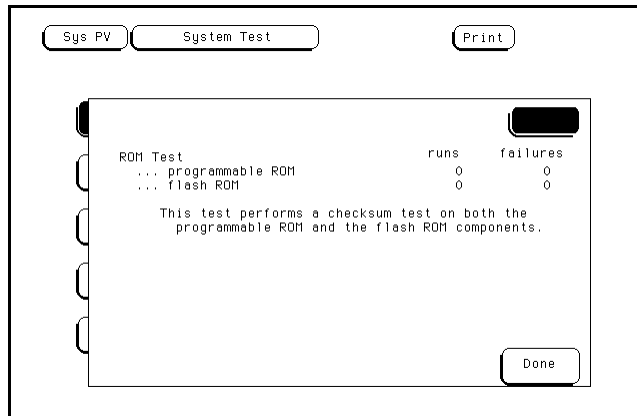 Sys PV System Test Print
ROM Test runs failures
... programmable ROM 0 0
... flash ROM 0 0
This test performs a checksum test on both the
programmable ROM and the flash ROM components.
Done